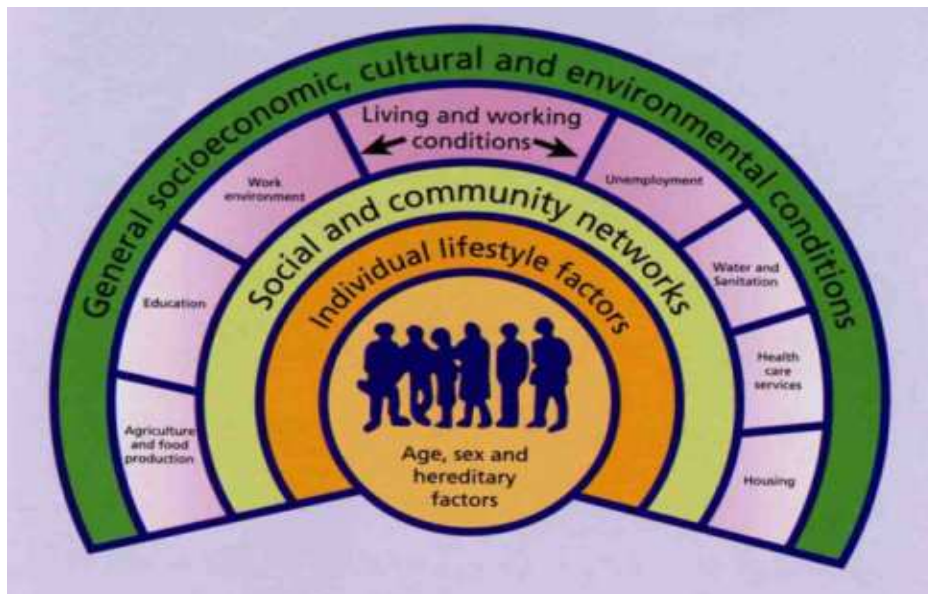 General socioeconomic, cultural and environmental conditions
Living and working
conditions
Work
environment
Unemployment
Education
Water and
Sanitation
Agriculture
and food
production
Health
care
services
Housing
Social and community networks
Individual lifestyle factors
Age, sex and
hereditary
factors